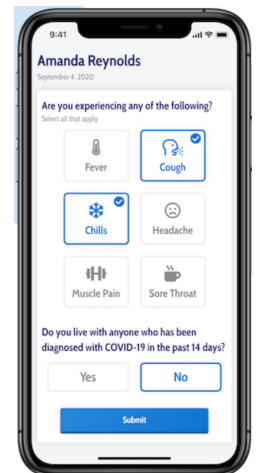 9:41
Amanda Reynolds
September 4, 2020
Are you experiencing any of the following?
Select all that apply.
Fever
Cough
Chills
Headache
Muscle Pain
Sore Throat
Do you live with anyone who has been
diagnosed with COVID-19 in the past 14 days?
Yes
No
Submit